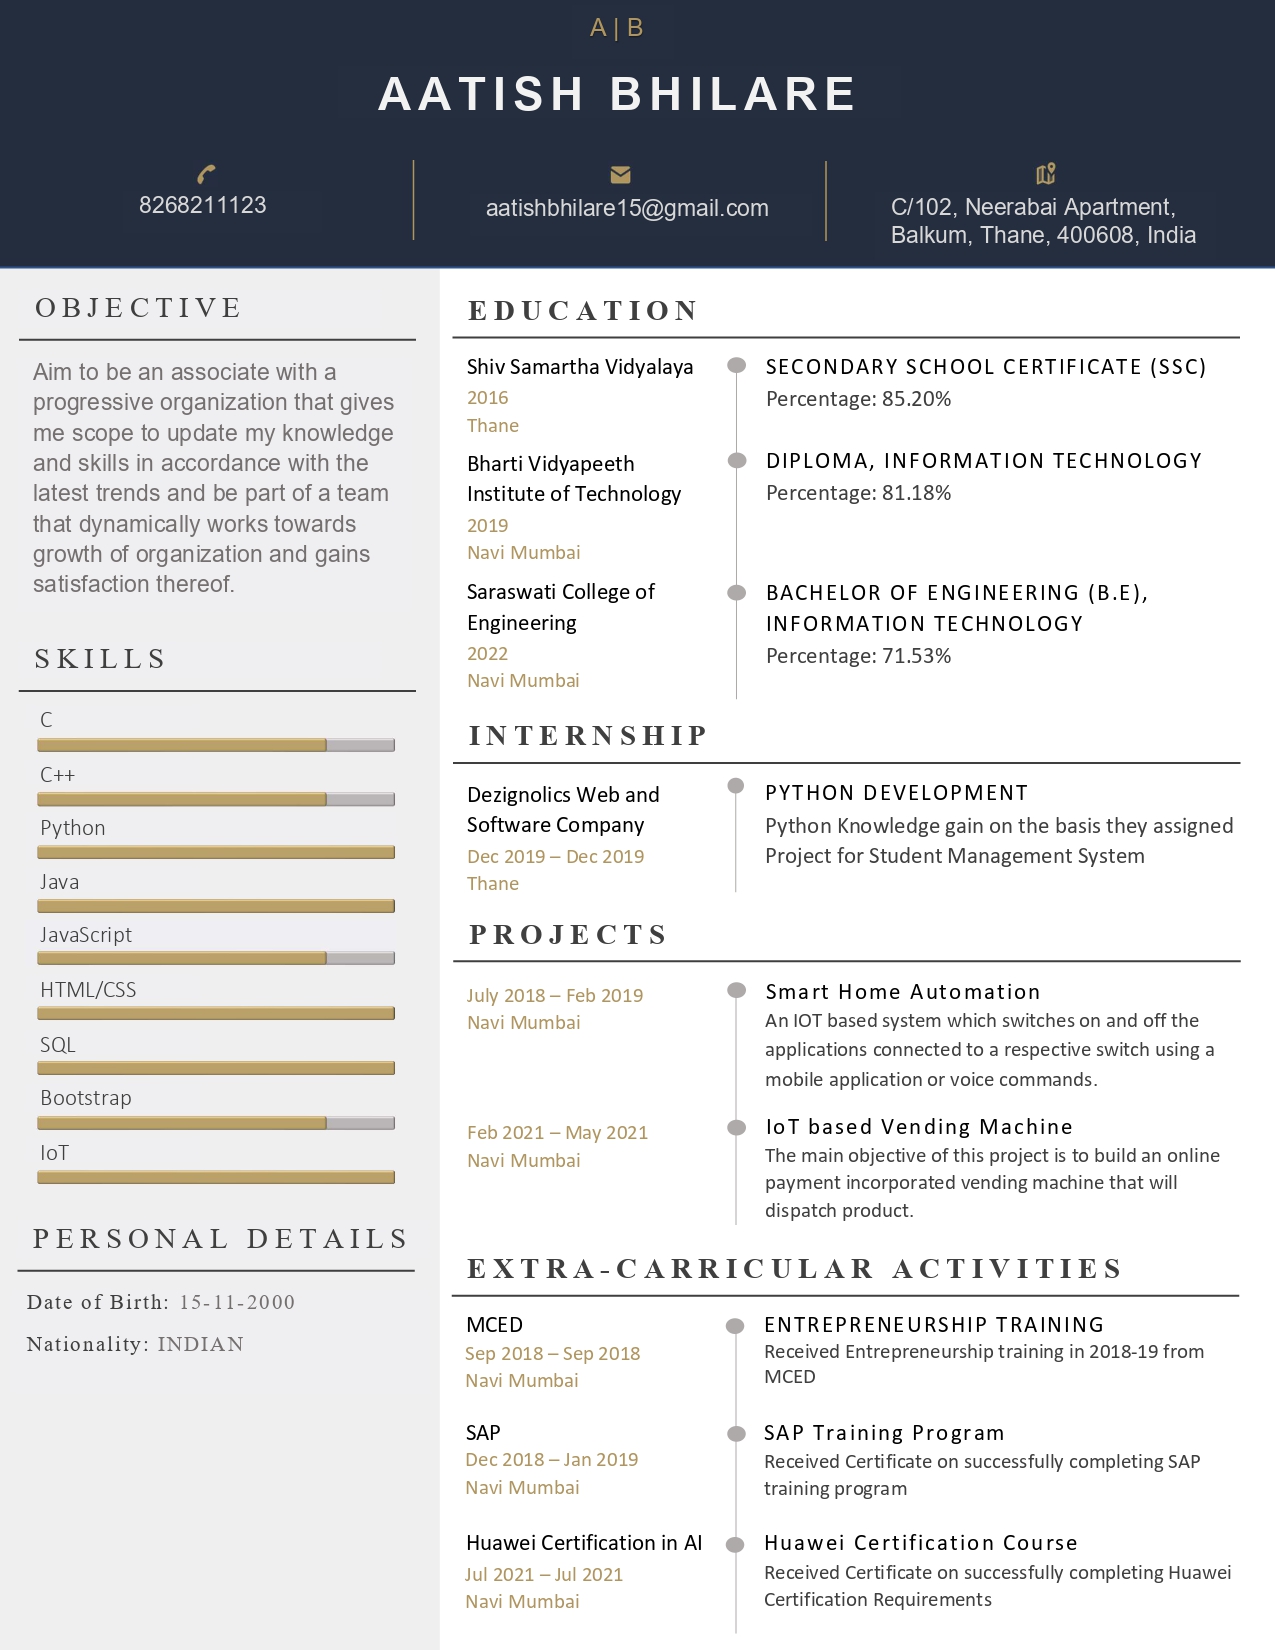 A | B
AATISH BHILARE
8268211123
aatishbhilare15@gmail.com
C/102, Neerabai Apartment,
Balkum, Thane, 400608, India
OBJECTIVE
Aim to be an associate with a
progressive organization that gives
me scope to update my knowledge
and skills in accordance with the
latest trends and be part of a team
that dynamically works towards
growth of organization and gains
satisfaction thereof.
SKILLS
C
C++
Python
Java
JavaScript
HTML/CSS
SQL
Bootstrap
IoT
PERSONAL DETAILS
Date of Birth: 15-11-2000
Nationality: INDIAN
EDUCATION
Shiv Samartha Vidyalaya
2016
Thane
SECONDARY SCHOOL CERTIFICATE (SSC)
Percentage: 85.20%
Bharti Vidyapeeth
Institute of Technology
2019
Navi Mumbai
DIPLOMA, INFORMATION TECHNOLOGY
Percentage: 81.18%
Saraswati College of
Engineering
2022
Navi Mumbai
BACHELOR OF ENGINEERING (B.E),
INFORMATION TECHNOLOGY
Percentage: 71.53%
INTERNSHIP
Dezignolics Web and
Software Company
Dec 2019 – Dec 2019
Thane
PYTHON DEVELOPMENT
Python Knowledge gain on the basis they assigned
Project for Student Management System
PROJECTS
July 2018 – Feb 2019
Navi Mumbai
Smart Home Automation
An IOT based system which switches on and off the
applications connected to a respective switch using a
mobile application or voice commands.
Feb 2021 – May 2021
Navi Mumbai
IoT based Vending Machine
The main objective of this project is to build an online
payment incorporated vending machine that will
dispatch product.
EXTRA-CARRICULAR ACTIVITIES
MCED
Sep 2018 – Sep 2018
Navi Mumbai
ENTREPRENEURSHIP TRAINING
Received Entrepreneurship training in 2018-19 from
MCED
SAP
Dec 2018 – Jan 2019
Navi Mumbai
SAP Training Program
Received Certificate on successfully completing SAP
training program
Huawei Certification in AI
Jul 2021 – Jul 2021
Navi Mumbai
Huawei Certification Course
Received Certificate on successfully completing Huawei
Certification Requirements